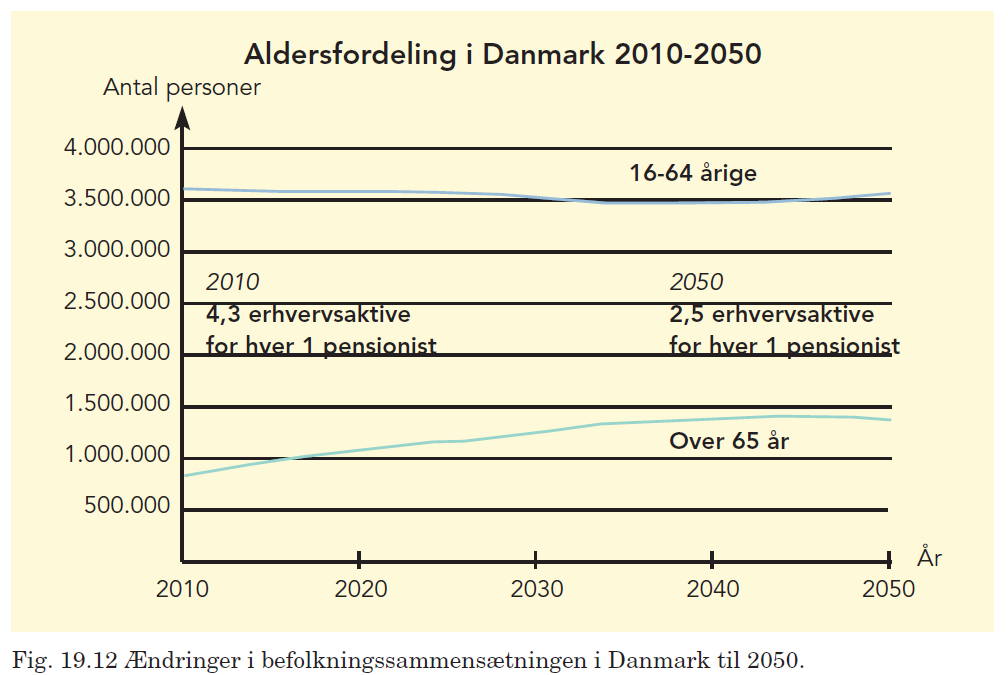 Aldersfordeling i Danmark 2010-2050
Antal personer
4.000.000
16-64 årige
3.500.000
3.000.000
2010
2050
2.500.000
4,3 erhvervsaktive
2,5 erhvervsaktive
for hver 1 pensionist
for hver 1 pensionist
2.000.000
1.500.000
Over 65 år
1.000.000
500.000
År
2010
2020
2030
2040
2050
Fig. 19.12 Ændringer i befolkningssammensætningen i Danmark til 2050.